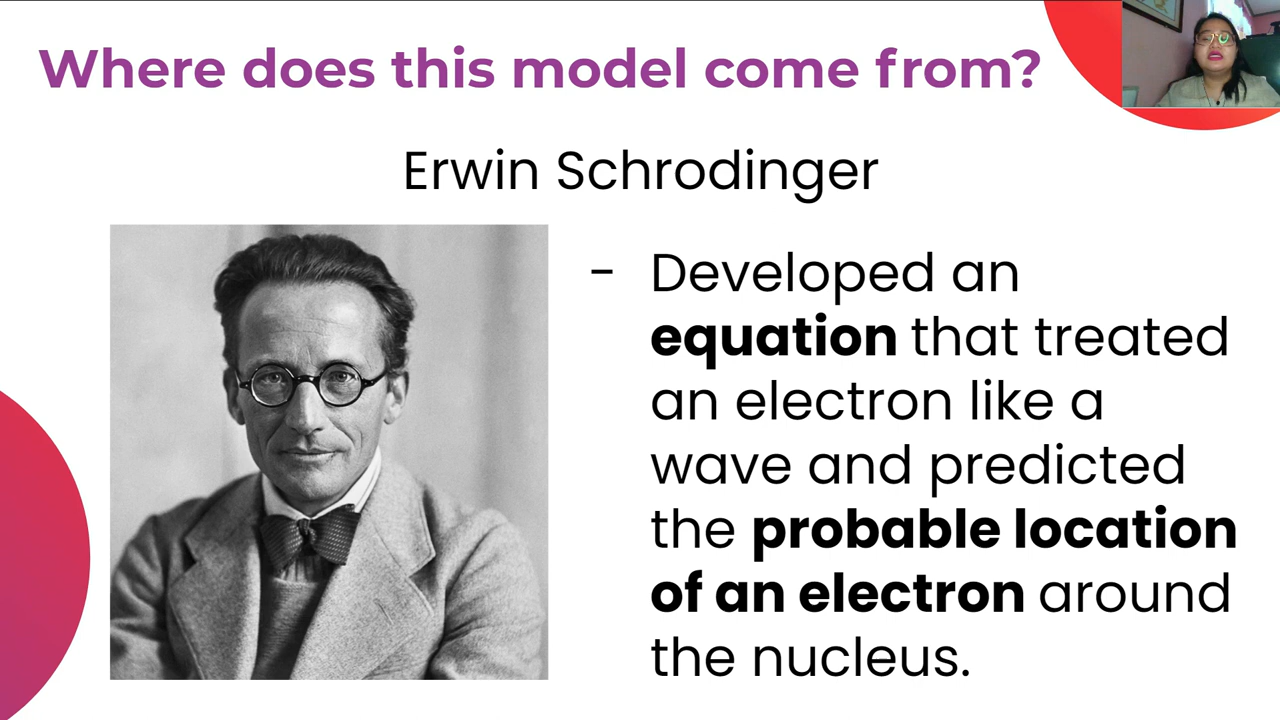 Where does this model come from?
Erwin Schrodinger
- Developed an
equation that treated
an electron like a
wave and predicted
the probable location
of an electron around
the nucleus.